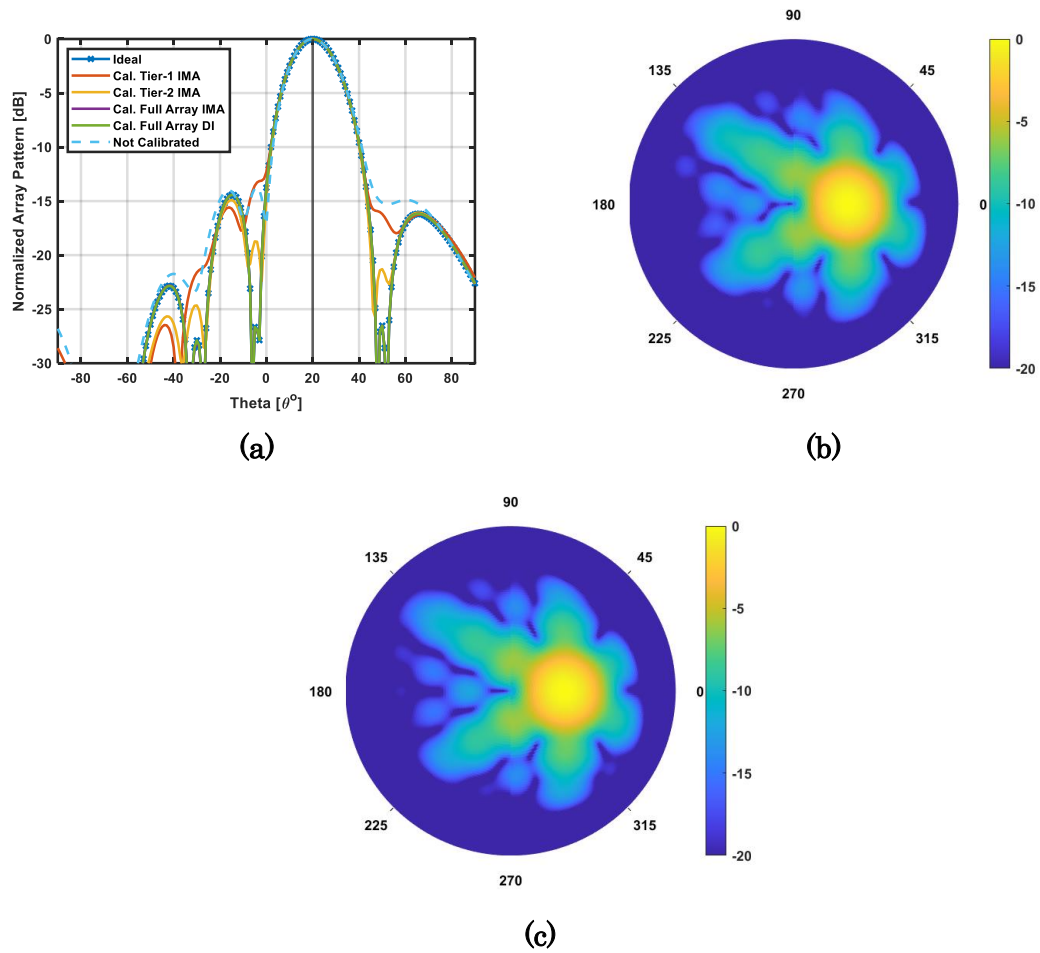 Normalized Array Pattern [dB]
0
-5
-10
-15
-20
-25
-30
Ideal
Cal. Tier-1 IMA
Cal. Tier-2 IMA
Cal. Full Array IMA
Cal. Full Array DI
Not Calibrated
-80 -60 -40 -20 0 20 40 60 80
Theta [θ°]
(a)
90
135 45
180 0
225 315
270
0
-5
-10
-15
-20
(b)
90
135 45
180 0
225 315
270
0
-5
-10
-15
-20
(c)